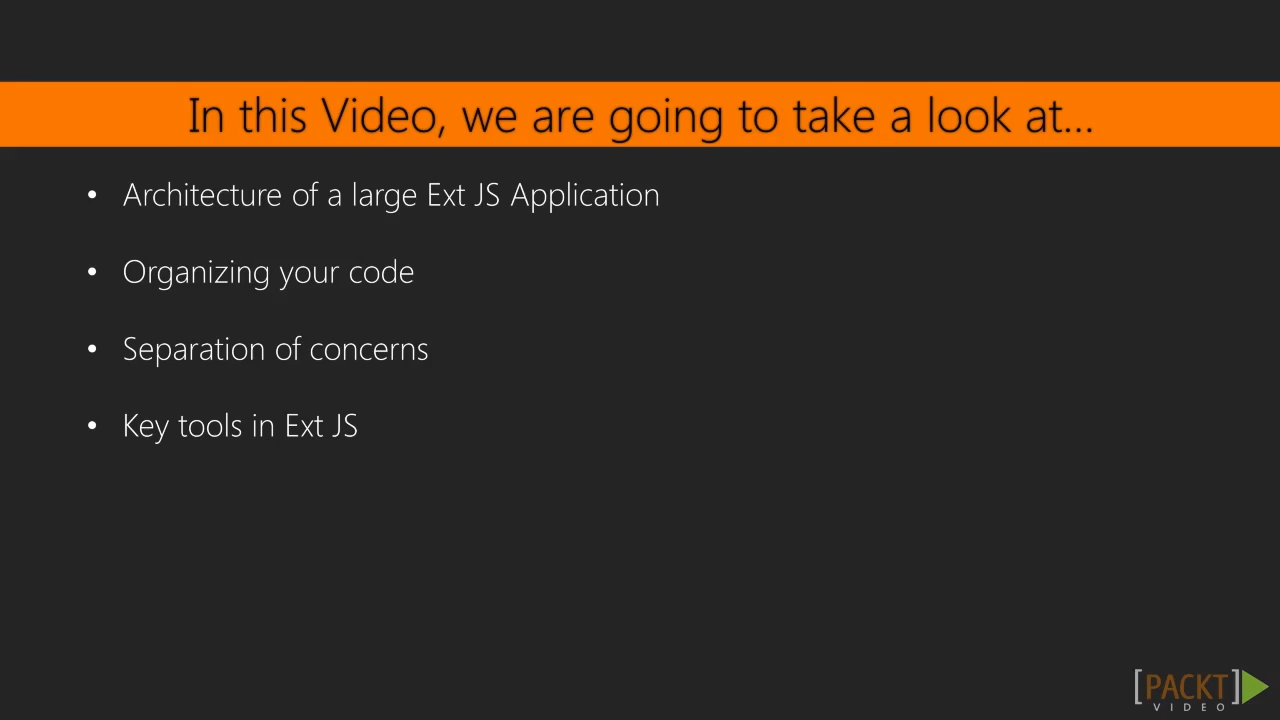 In this Video, we are going to take a look at...
• Architecture of a large Ext JS Application
• Organizing your code
• Separation of concerns
• Key tools in Ext JS
[PACKT]
VIDEO